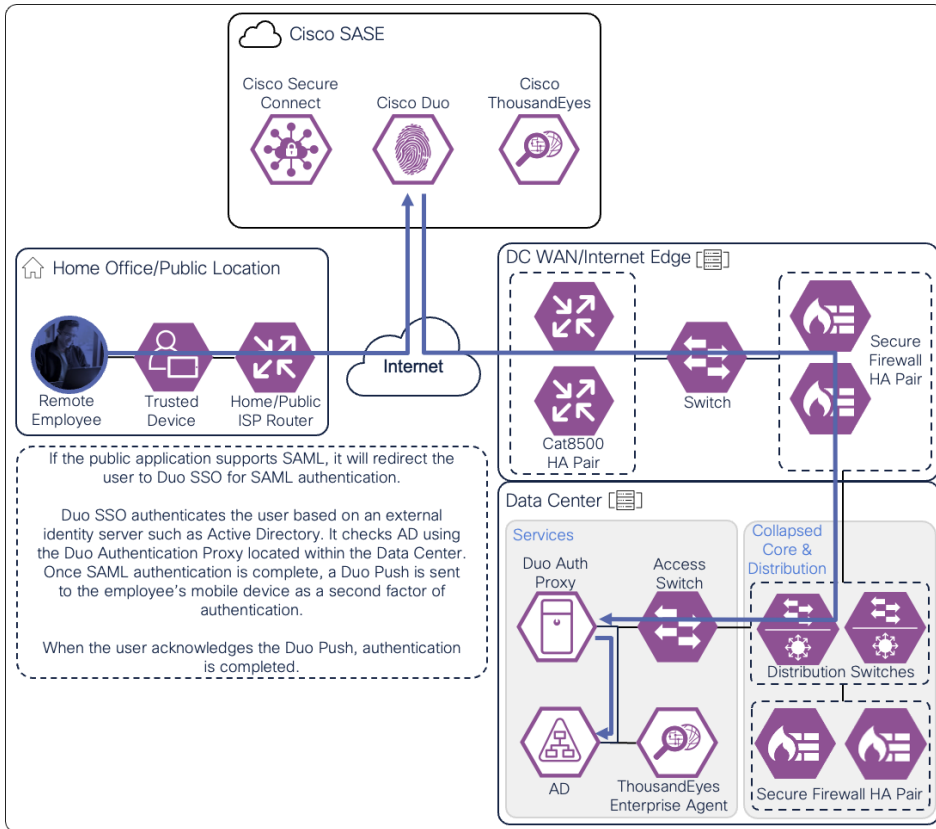 Cisco SASE
Cisco Secure
Connect
Cisco Duo
Cisco
ThousandEyes
Home Office/Public Location
Remote
Employee
Trusted
Device
Home/Public
ISP Router
Internet
DC WAN/Internet Edge
Cat8500
HA Pair
Switch
Secure
Firewall
HA Pair
If the public application supports SAML, it will redirect the
user to Duo SSO for SAML authentication.
Duo SSO authenticates the user based on an external
identity server such as Active Directory. It checks AD using
the Duo Authentication Proxy located within the Data Center.
Once SAML authentication is complete, a Duo Push is sent
to the employee's mobile device as a second factor of
authentication.
When the user acknowledges the Duo Push, authentication
is completed.
Data Center
Services
Duo Auth
Proxy
Access
Switch
AD
ThousandEyes
Enterprise Agent
Collapsed
Core &
Distribution
Distribution Switches
Secure Firewall HA Pair